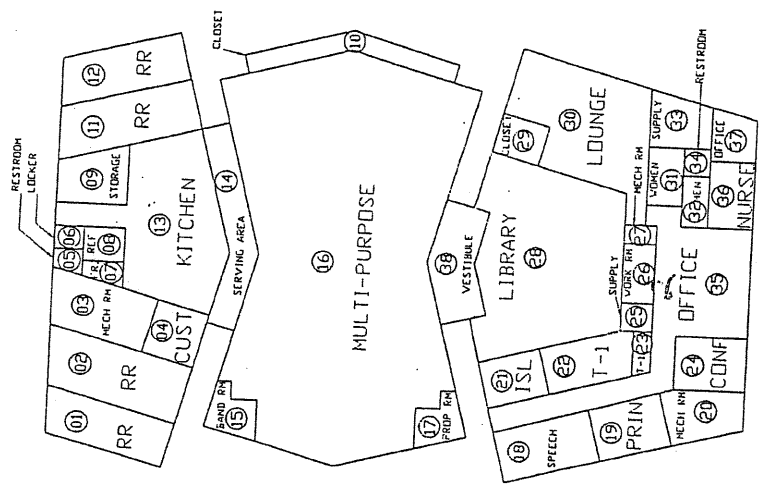 RESTROOM
LOCKER
12
RR
11
RR
09
STORAGE
05
06
REF
08
FR
07
13
KITCHEN
03
MECH RM
04
CUST
02
RR
01
RR
CLOSET
10
14
SERVING AREA
16
MULTI-PURPOSE
BAND RM
15
17
PROP RM
38
VESTIBULE
CLOSET
29
30
LOUNGE
28
LIBRARY
MECH RM
WOMEN
31
SUPPLY
33
RESTROOM
34
MEN
32
OFFICE
37
36
NURSE
27
WORK RM
26
SUPPLY
25
OFFICE
35
21
ISL
22
T-1
T-1
23
24
CONF
18
SPEECH
19
PRIN
MECH RM
20